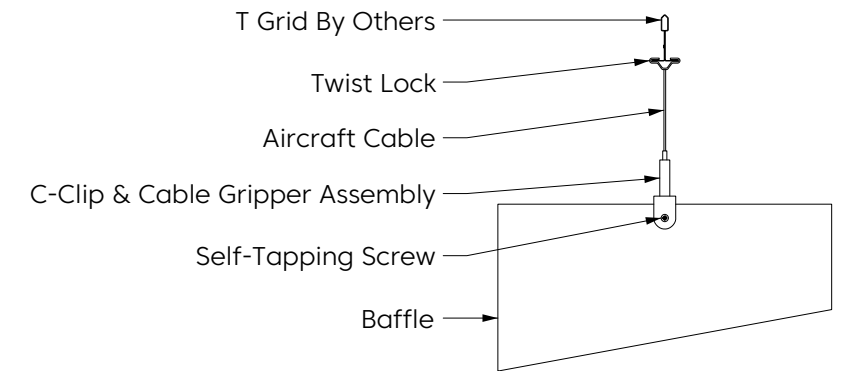 T Grid By Others
Twist Lock
Aircraft Cable
C-Clip & Cable Gripper Assembly
Self-Tapping Screw
Baffle